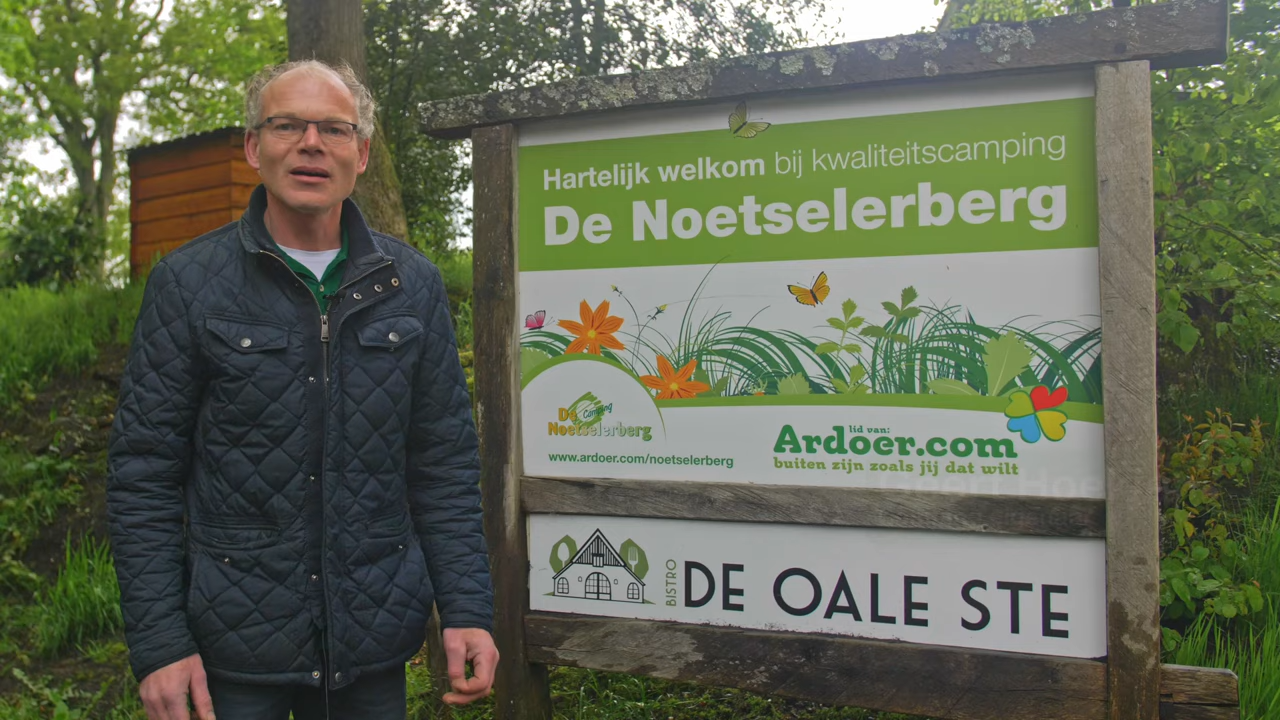 Hartelijk welkom bij kwaliteitscamping
De Noetselerberg
Camping
De
Noetselerberg
www.ardoer.com/noetselerberg
lid van:
Ardoer.com
buiten zijn zoals jij dat wilt
BISTRO
DE OALE STE